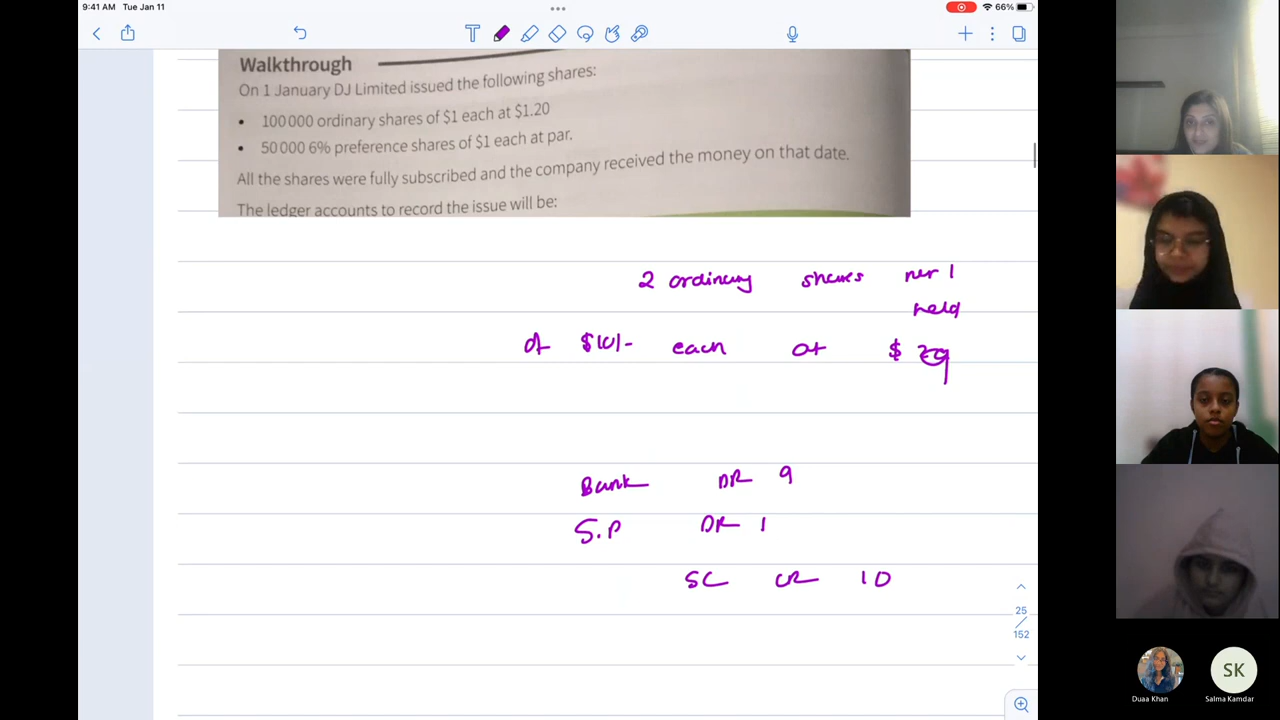 9:41 AM Tue Jan 11
66%
Walkthrough
On 1 January DJ Limited issued the following shares:
• 100 000 ordinary shares of $1 each at $1.20
• 50 000 6% preference shares of $1 each at par.
All the shares were fully subscribed and the company received the money on that date.
The ledger accounts to record the issue will be:
2 ordinary shares per 1
held
of $10/- each at $
Bank DR 9
S.P DR 1
SC CR 10
25
152
SK
Duaa Khan
Salma Kamdar